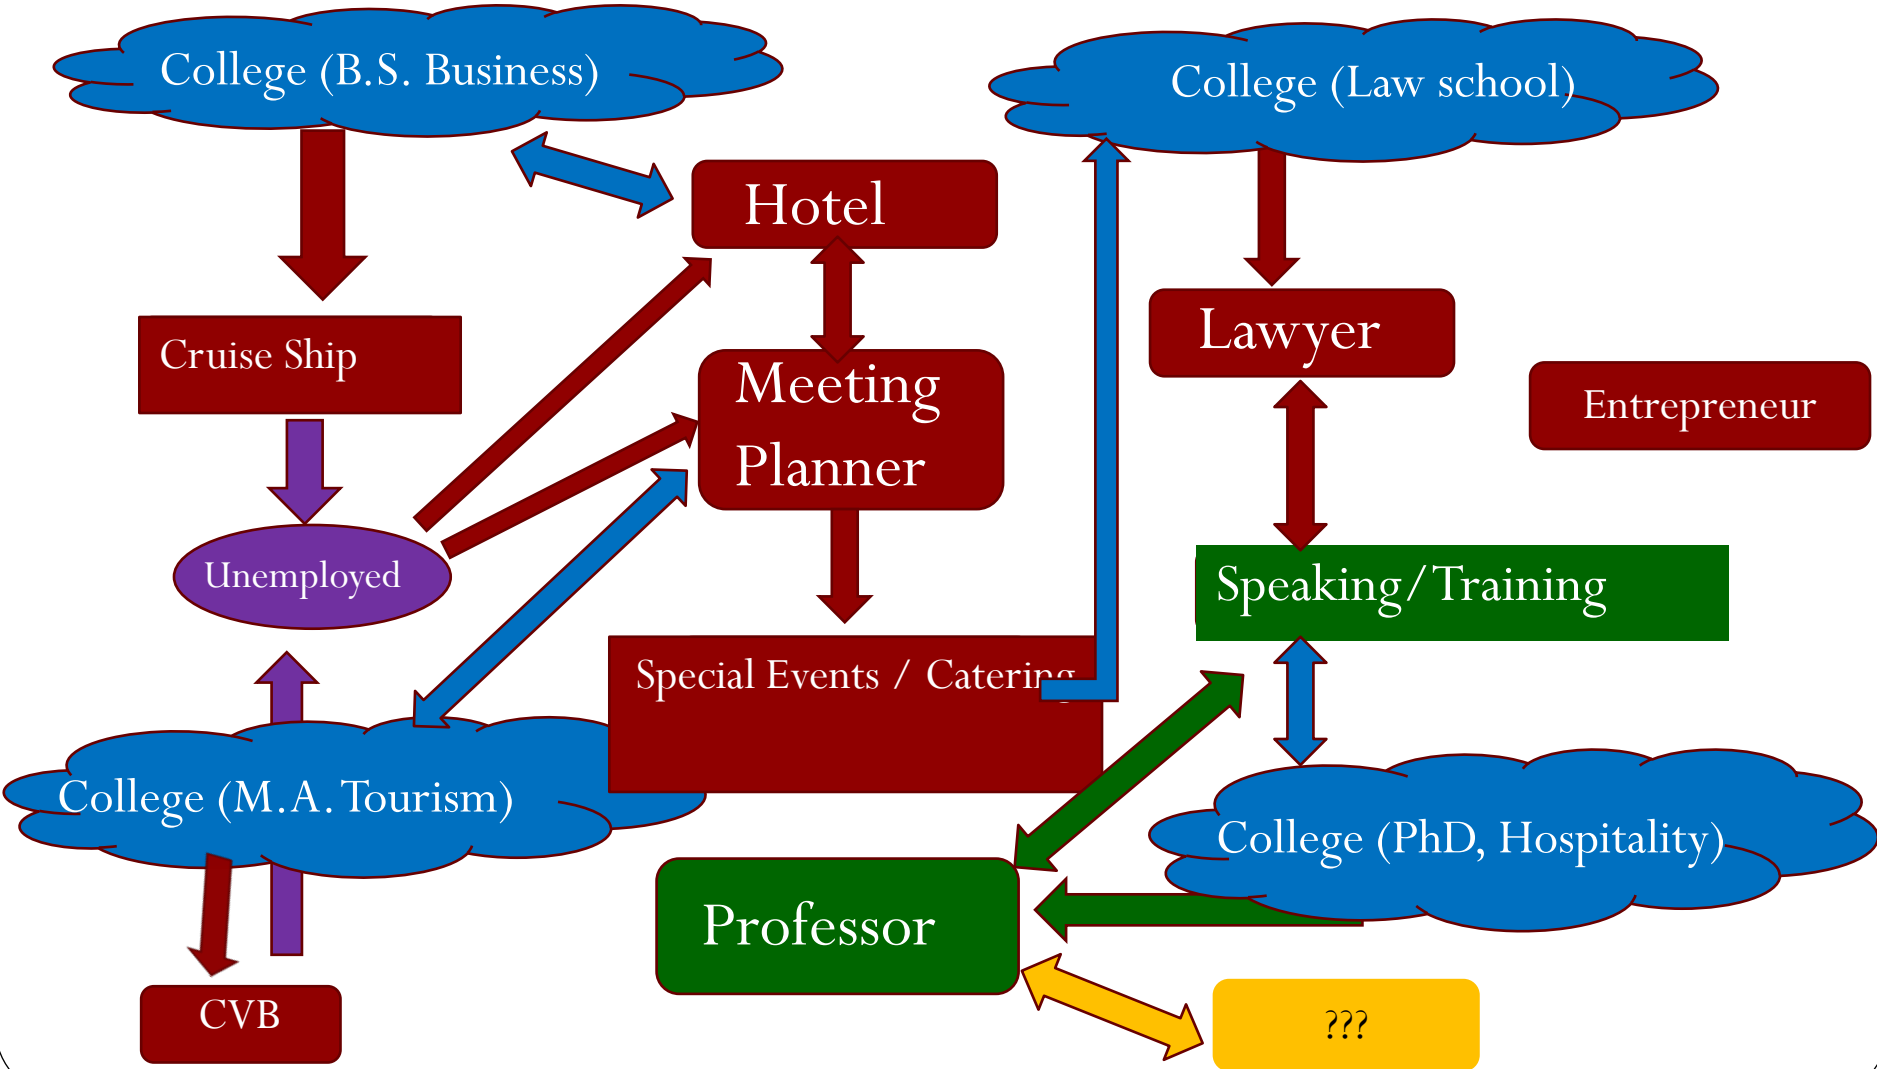 College (B.S. Business)
College (Law school)
Hotel
Lawyer
Cruise Ship
Meeting
Planner
Entrepreneur
Unemployed
Speaking/Training
Special Events / Catering
College (M.A. Tourism)
College (PhD, Hospitality)
Professor
CVB
???